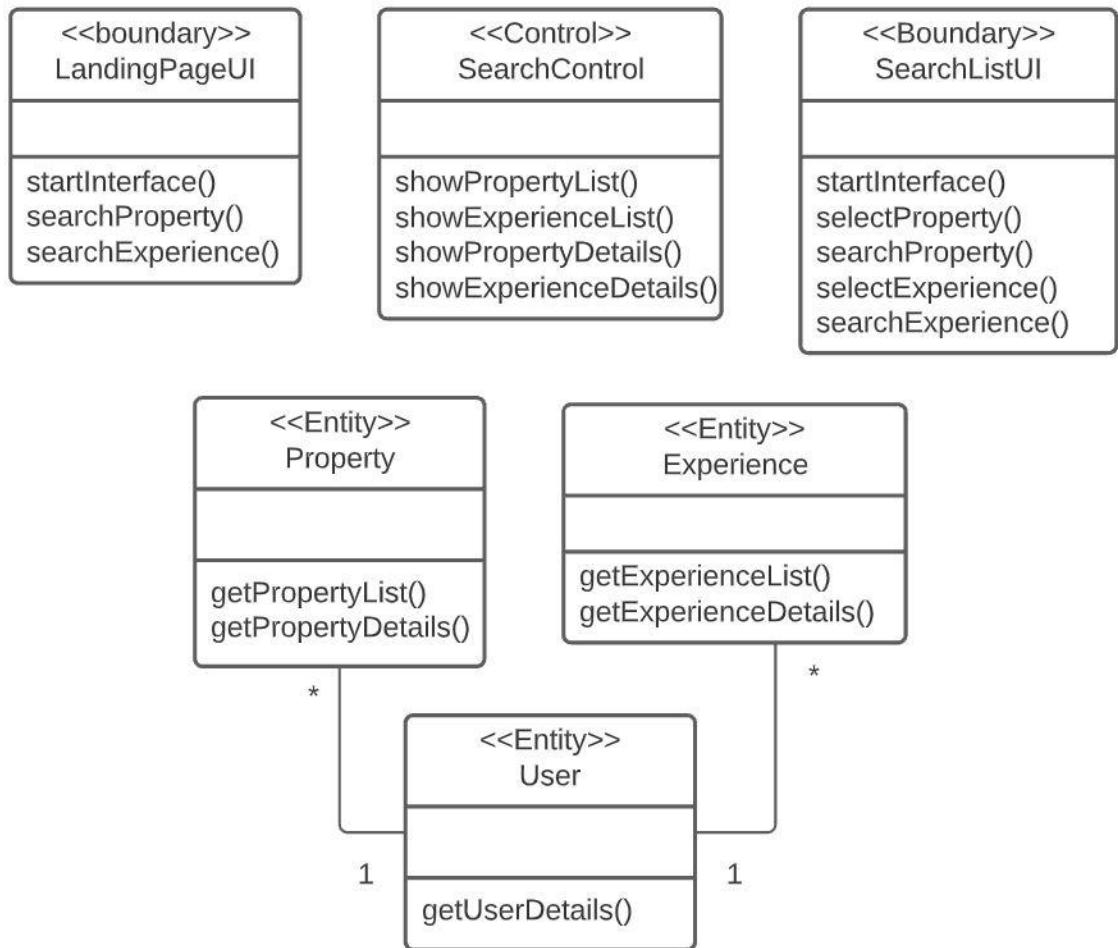 <<boundary>>
LandingPageUI
startInterface()
searchProperty()
searchExperience()
<<Control>>
SearchControl
showPropertyList()
showExperienceList()
showPropertyDetails()
showExperienceDetails()
<<Boundary>>
SearchListUI
startInterface()
selectProperty()
searchProperty()
selectExperience()
searchExperience()
<<Entity>>
Property
getPropertyList()
getPropertyDetails()
<<Entity>>
Experience
getExperienceList()
getExperienceDetails()
*
*
<<Entity>>
User
1
1
getUserDetails()